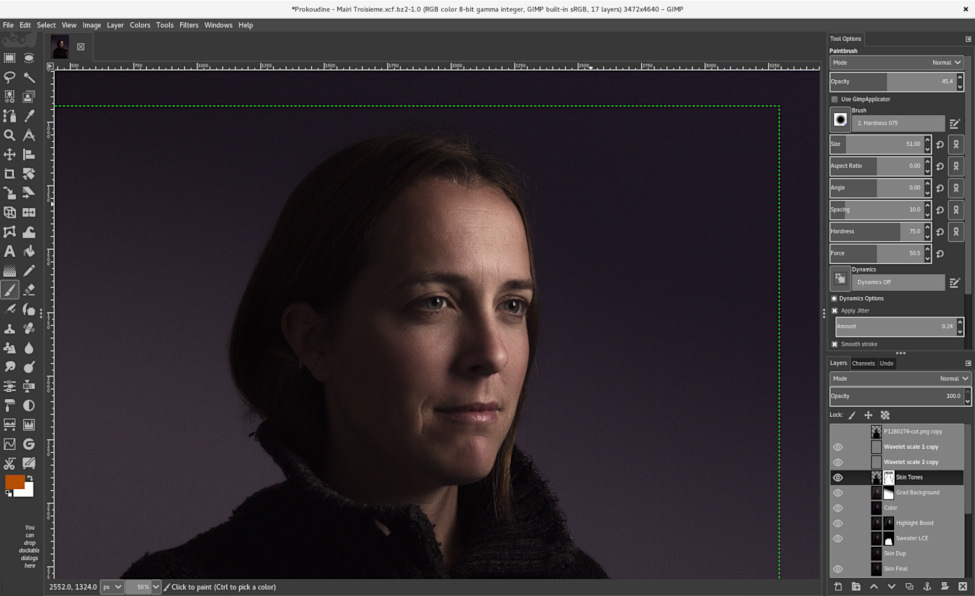 *Prokoudine - Mairi Troisieme.xcf.bz2-1.0 (RGB color 8-bit gamma integer, GIMP built-in sRGB, 17 layers) 3472x4640 – GIMP
File Edit Select View Image Layer Colors Tools Filters Windows Help
Tool Options
Paintbrush
Mode Normal
Opacity 45.4
Use GimpApplicator
Brush
2. Hardness 075
Size 51.00
Aspect Ratio 0.00
Angle 0.00
Spacing 10.0
Hardness 75.0
Force 50.5
Dynamics
Dynamics Off
Dynamics Options
Apply Jitter
Amount 0.24
Smooth stroke
Layers Channels Undo
Mode Normal
Opacity 100.0
Lock:
P1280274-cut.png copy
Wavelet scale 1 copy
Wavelet scale 2 copy
Skin Tones
Grad Background
Color
Highlight Boost
Sweater LCE
Skin Dup
Skin Final
You
can
drop
dockable
dialogs
here
2552.0, 1324.0 px 50% Click to paint (Ctrl to pick a color)